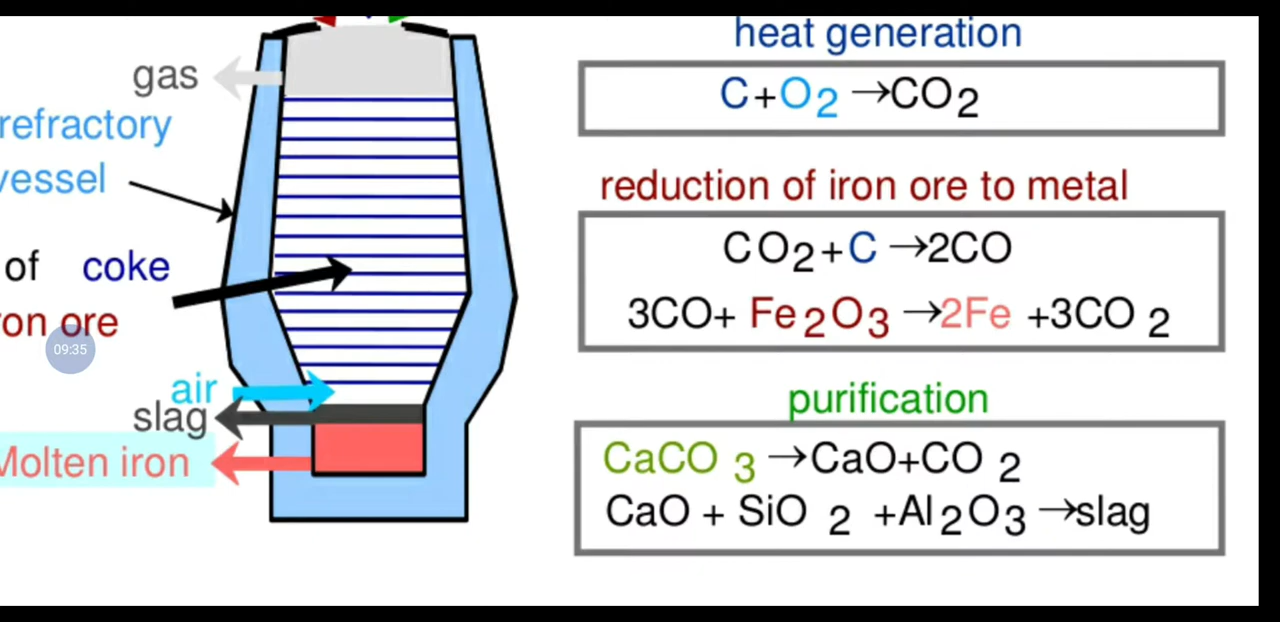 gas
refractory
vessel
of coke
on ore
09:35
air
slag
Molten iron
heat generation
C+O2→CO2
reduction of iron ore to metal
CO2+C→2CO
3CO+ Fe2O3→2Fe +3CO 2
purification
CaCO 3→CaO+CO 2
CaO + SiO 2 +Al2O3→slag